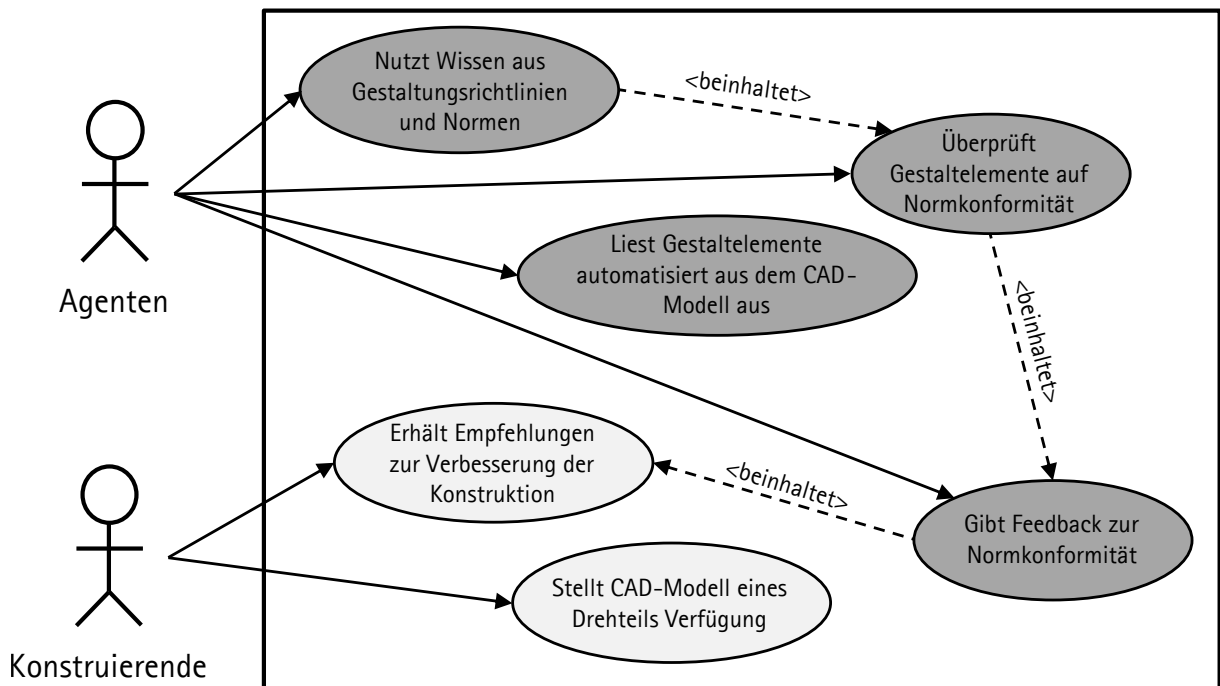 Nutzt Wissen aus
Gestaltungsrichtlinien
und Normen
<beinhaltet>
Überprüft
Gestaltelemente auf
Normkonformität
Liest Gestaltelemente
automatisiert aus dem CAD-
Modell aus
Agenten
<beinhaltet>
Erhält Empfehlungen
zur Verbesserung der
Konstruktion
<beinhaltet>
Gibt Feedback zur
Normkonformität
Stellt CAD-Modell eines
Drehteils Verfügung
Konstruierende